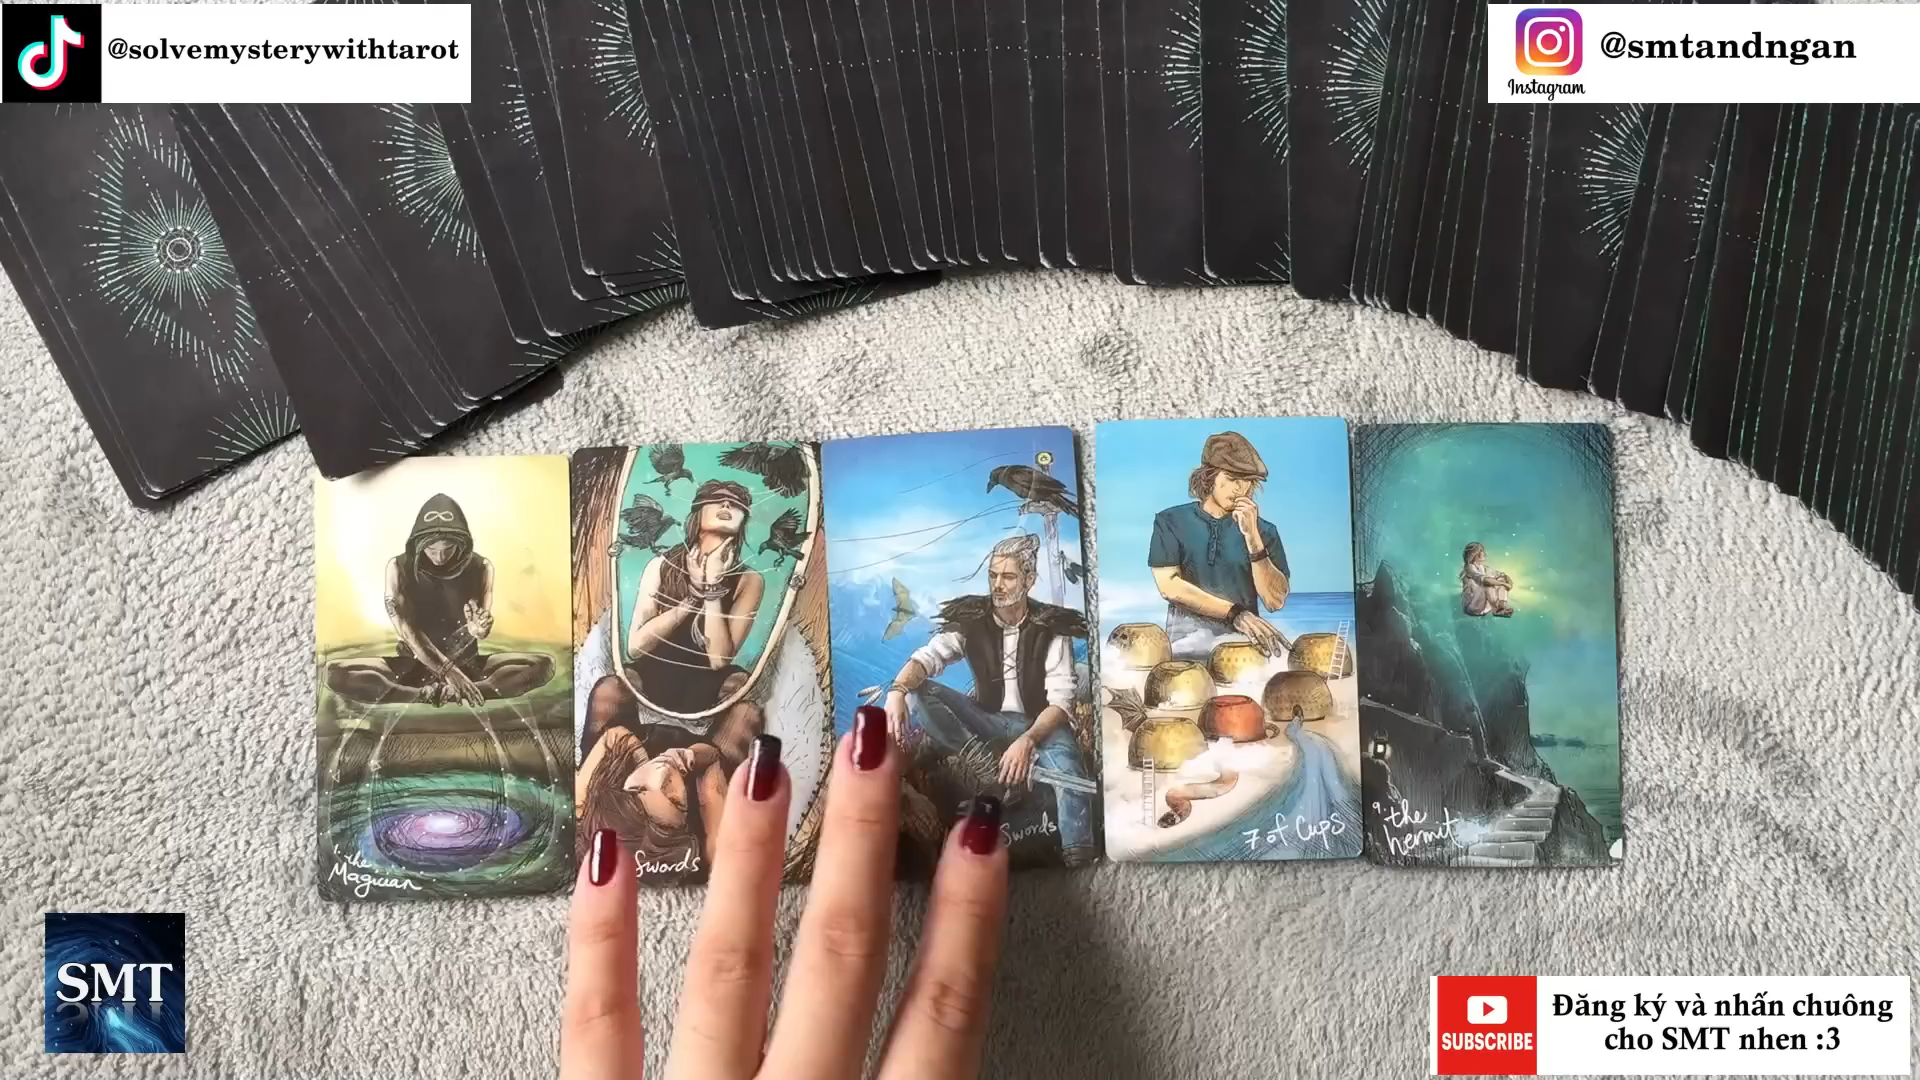 @solvemysterywithtarot
Instagram
@smtandngan
1. the
Magician
Swords
Swords
7 of Cups
9. the
hermit
SMT
SUBSCRIBE
Đăng ký và nhấn chuông
cho SMT nhen :3